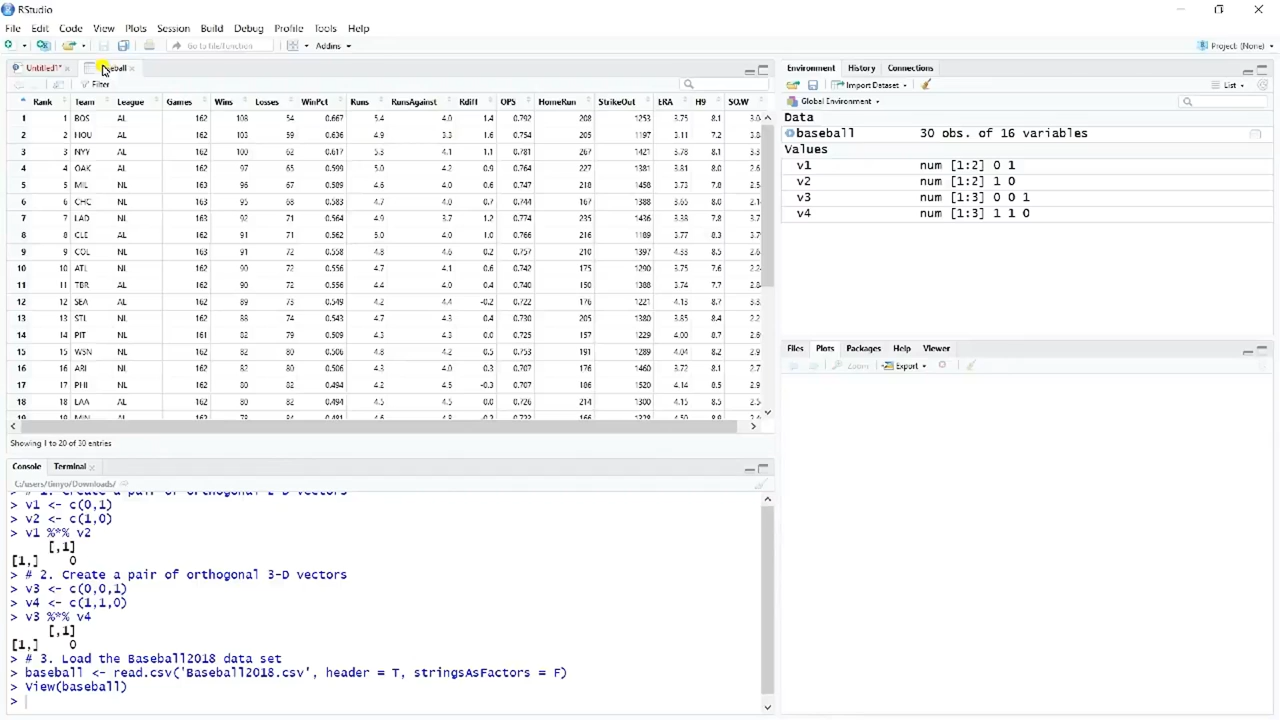 RStudio
File Edit Code View Plots Session Build Debug Profile Tools Help
Go to file/function Addins Project: (None)
Untitled1*
Filter
Rank Team League Games Wins Losses WinPct Runs RunsAgainst Rdiff OPS HomeRun StrikeOut ERA H9 SO.W
1 1 BOS AL 162 108 54 0.667 5.4 4.0 1.4 0.792 208 1253 3.75 8.1
2 2 HOU AL 162 103 59 0.636 4.9 3.3 1.6 0.754 205 1197 3.11 7.2
3 3 NYY AL 162 100 62 0.617 5.3 4.1 1.1 0.781 267 1421 3.78 8.1
4 4 OAK AL 162 97 65 0.599 5.0 4.2 0.9 0.764 227 1381 3.81 8.0
5 5 MIL NL 163 96 67 0.589 4.6 4.0 0.6 0.747 218 1458 3.73 7.8
6 6 CHC NL 163 95 68 0.583 4.7 4.0 0.7 0.744 167 1388 3.65 8.0
7 7 LAD NL 163 92 71 0.564 4.9 3.7 1.2 0.774 235 1436 3.38 7.8
8 8 CLE AL 162 91 71 0.562 5.0 4.0 1.0 0.766 216 1189 3.77 8.3
9 9 COL NL 163 91 72 0.558 4.8 4.6 0.2 0.757 210 1397 4.33 8.5
10 10 ATL NL 162 90 72 0.556 4.7 4.1 0.6 0.742 175 1290 3.75 7.6
11 11 TBR AL 162 90 72 0.556 4.4 4.0 0.4 0.740 150 1388 3.74 7.7
12 12 SEA AL 162 89 73 0.549 4.2 4.4 -0.2 0.722 176 1221 4.13 8.7
13 13 STL NL 162 88 74 0.543 4.7 4.3 0.4 0.730 205 1380 3.85 8.4
14 14 PIT NL 161 82 79 0.509 4.3 4.3 0.0 0.725 157 1229 4.00 8.7
15 15 WSN NL 162 82 80 0.506 4.8 4.2 0.5 0.753 191 1289 4.04 8.2
16 16 ARI NL 162 82 80 0.506 4.3 4.0 0.3 0.707 176 1460 3.72 8.1
17 17 PHI NL 162 80 82 0.494 4.2 4.5 -0.3 0.707 186 1520 4.14 8.5
18 18 LAA AL 162 80 82 0.494 4.5 4.5 0.0 0.726 214 1300 4.15 8.5
Showing 1 to 20 of 30 entries
Console Terminal
C:/users/timyo/Downloads/
> # 1. Create a pair of orthogonal 2-D vectors
> v1 <- c(0,1)
> v2 <- c(1,0)
> v1 %*% v2
[,1]
[1,] 0
> # 2. Create a pair of orthogonal 3-D vectors
> v3 <- c(0,0,1)
> v4 <- c(1,1,0)
> v3 %*% v4
[,1]
[1,] 0
> # 3. Load the Baseball2018 data set
> baseball <- read.csv('Baseball2018.csv', header = T, stringsAsFactors = F)
> View(baseball)
>
Environment History Connections
Import Dataset List
Global Environment
Data
baseball 30 obs. of 16 variables
Values
v1 num [1:2] 0 1
v2 num [1:2] 1 0
v3 num [1:3] 0 0 1
v4 num [1:3] 1 1 0
Files Plots Packages Help Viewer
Zoom Export